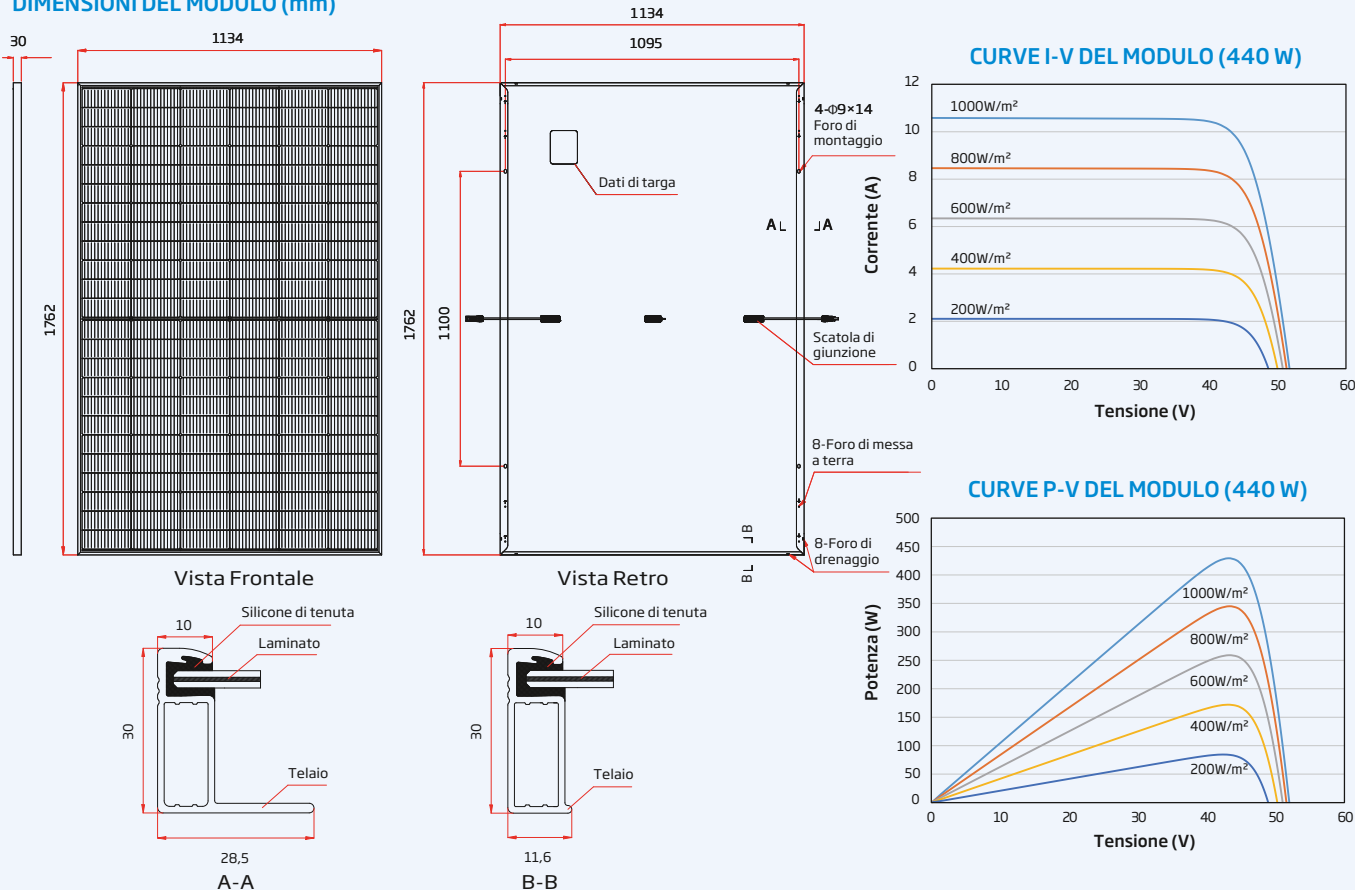 DIMENSIONI DEL MODULO (mm)
30
1134
1762
Vista Frontale
1134
1095
1762
1100
4-Φ9×14
Foro di
montaggio
Dati di targa
A
A
Scatola di
giunzione
8-Foro di messa
a terra
B
B
8-Foro di
drenaggio
Vista Retro
10
Silicone di tenuta
Laminato
30
Telaio
28,5
A-A
10
Silicone di tenuta
Laminato
30
Telaio
11,6
B-B
CURVE I-V DEL MODULO (440 W)
Corrente (A)
12
10
8
6
4
2
0
1000W/m²
800W/m²
600W/m²
400W/m²
200W/m²
0 10 20 30 40 50 60
Tensione (V)
CURVE P-V DEL MODULO (440 W)
Potenza (W)
500
450
400
350
300
250
200
150
100
50
0
1000W/m²
800W/m²
600W/m²
400W/m²
200W/m²
0 10 20 30 40 50 60
Tensione (V)